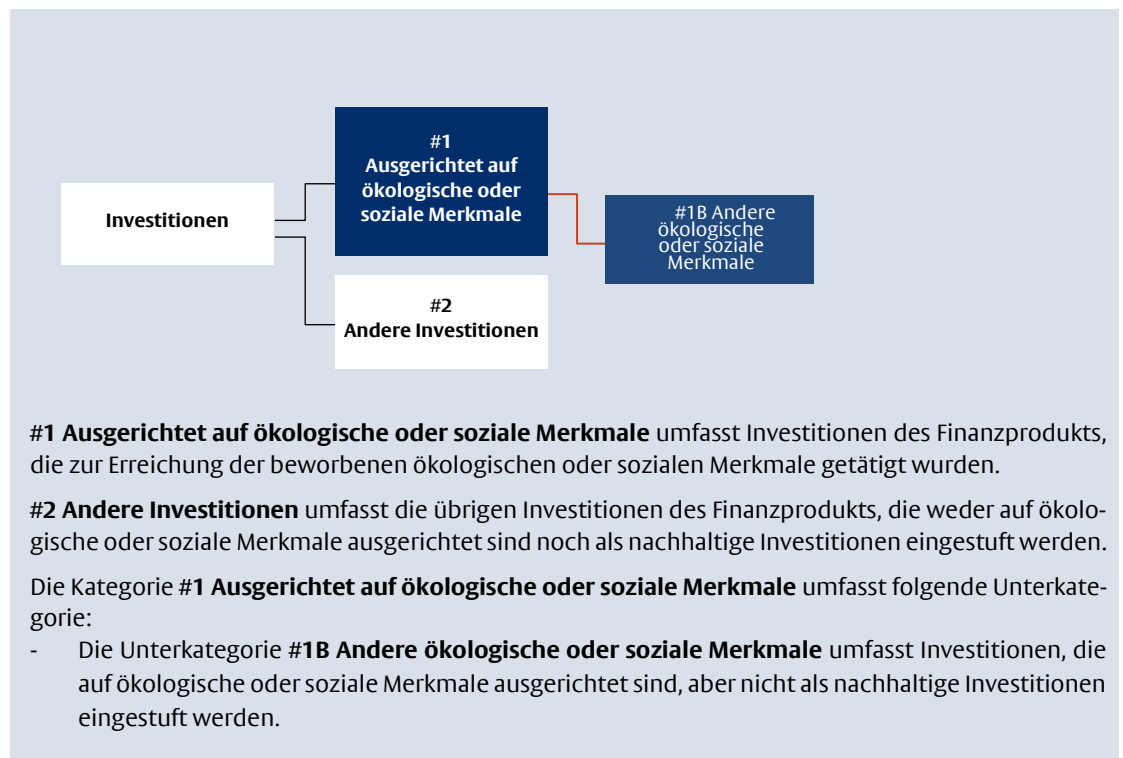 #1
Ausgerichtet auf
ökologische oder
soziale Merkmale
Investitionen
#1B Andere
ökologische
oder soziale
Merkmale
#2
Andere Investitionen
#1 Ausgerichtet auf ökologische oder soziale Merkmale umfasst Investitionen des Finanzprodukts,
die zur Erreichung der beworbenen ökologischen oder sozialen Merkmale getätigt wurden.
#2 Andere Investitionen umfasst die übrigen Investitionen des Finanzprodukts, die weder auf ökolo-
gische oder soziale Merkmale ausgerichtet sind noch als nachhaltige Investitionen eingestuft werden.
Die Kategorie #1 Ausgerichtet auf ökologische oder soziale Merkmale umfasst folgende Unterkate-
gorie:
- Die Unterkategorie #1B Andere ökologische oder soziale Merkmale umfasst Investitionen, die
auf ökologische oder soziale Merkmale ausgerichtet sind, aber nicht als nachhaltige Investitionen
eingestuft werden.